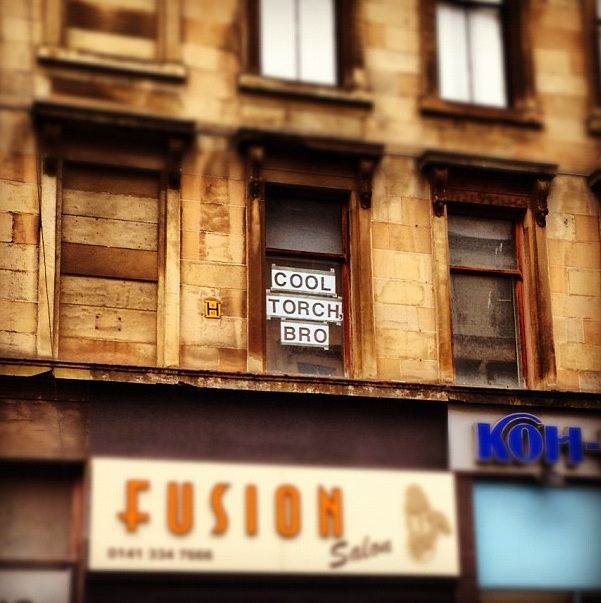 COOL
TORCH,
BRO
H
FUSION
Salon
0141 334 7666
KOH-